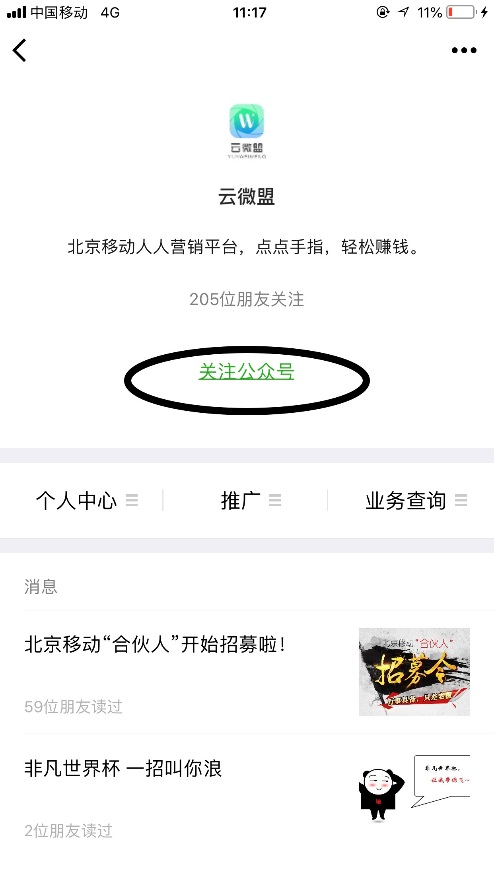 中国移动 4G 11:17 11%
云微盟
云微盟
北京移动人人营销平台，点点手指，轻松赚钱。
205位朋友关注
关注公众号
个人中心 推广 业务查询
消息
北京移动“合伙人”开始招募啦！
北京移动“合伙人”
招募令
59位朋友读过
非凡世界杯 一招叫你浪
2位朋友读过